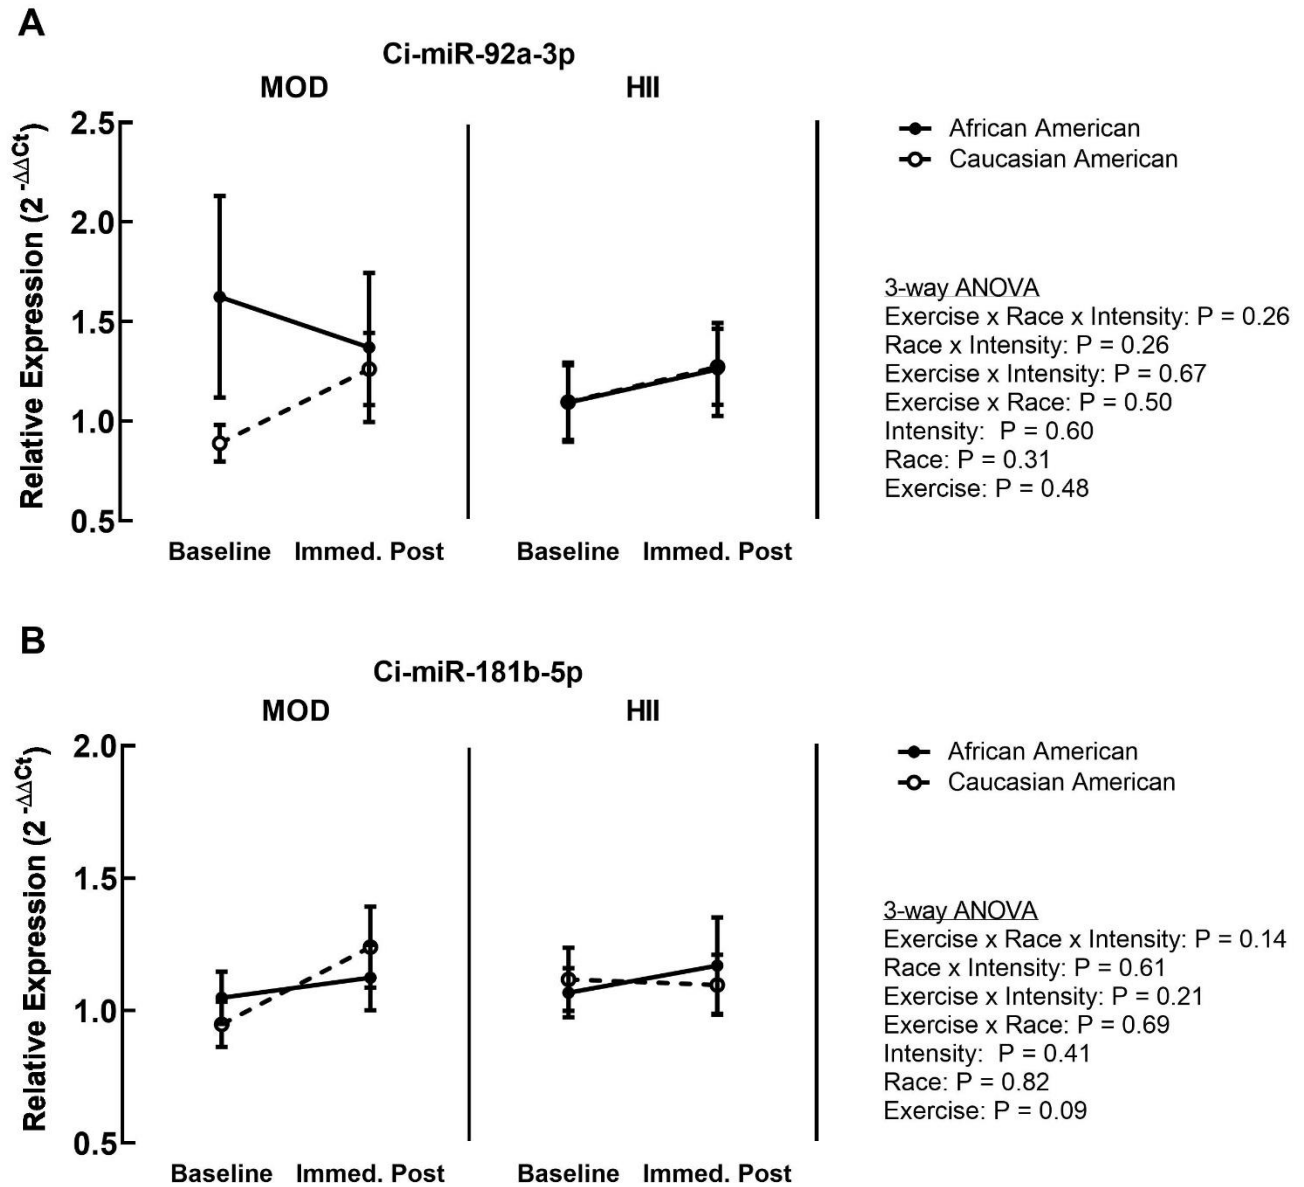 A
Ci-miR-92a-3p
MOD
HII
Relative Expression (2 -ΔΔCt)
2.5
2.0
1.5
1.0
0.5
Baseline
Immed. Post
Baseline
Immed. Post
African American
Caucasian American
3-way ANOVA
Exercise x Race x Intensity: P = 0.26
Race x Intensity: P = 0.26
Exercise x Intensity: P = 0.67
Exercise x Race: P = 0.50
Intensity:  P = 0.60
Race: P = 0.31
Exercise: P = 0.48
B
Ci-miR-181b-5p
MOD
HII
Relative Expression (2 -ΔΔCt)
2.0
1.5
1.0
0.5
Baseline
Immed. Post
Baseline
Immed. Post
African American
Caucasian American
3-way ANOVA
Exercise x Race x Intensity: P = 0.14
Race x Intensity: P = 0.61
Exercise x Intensity: P = 0.21
Exercise x Race: P = 0.69
Intensity:  P = 0.41
Race: P = 0.82
Exercise: P = 0.09